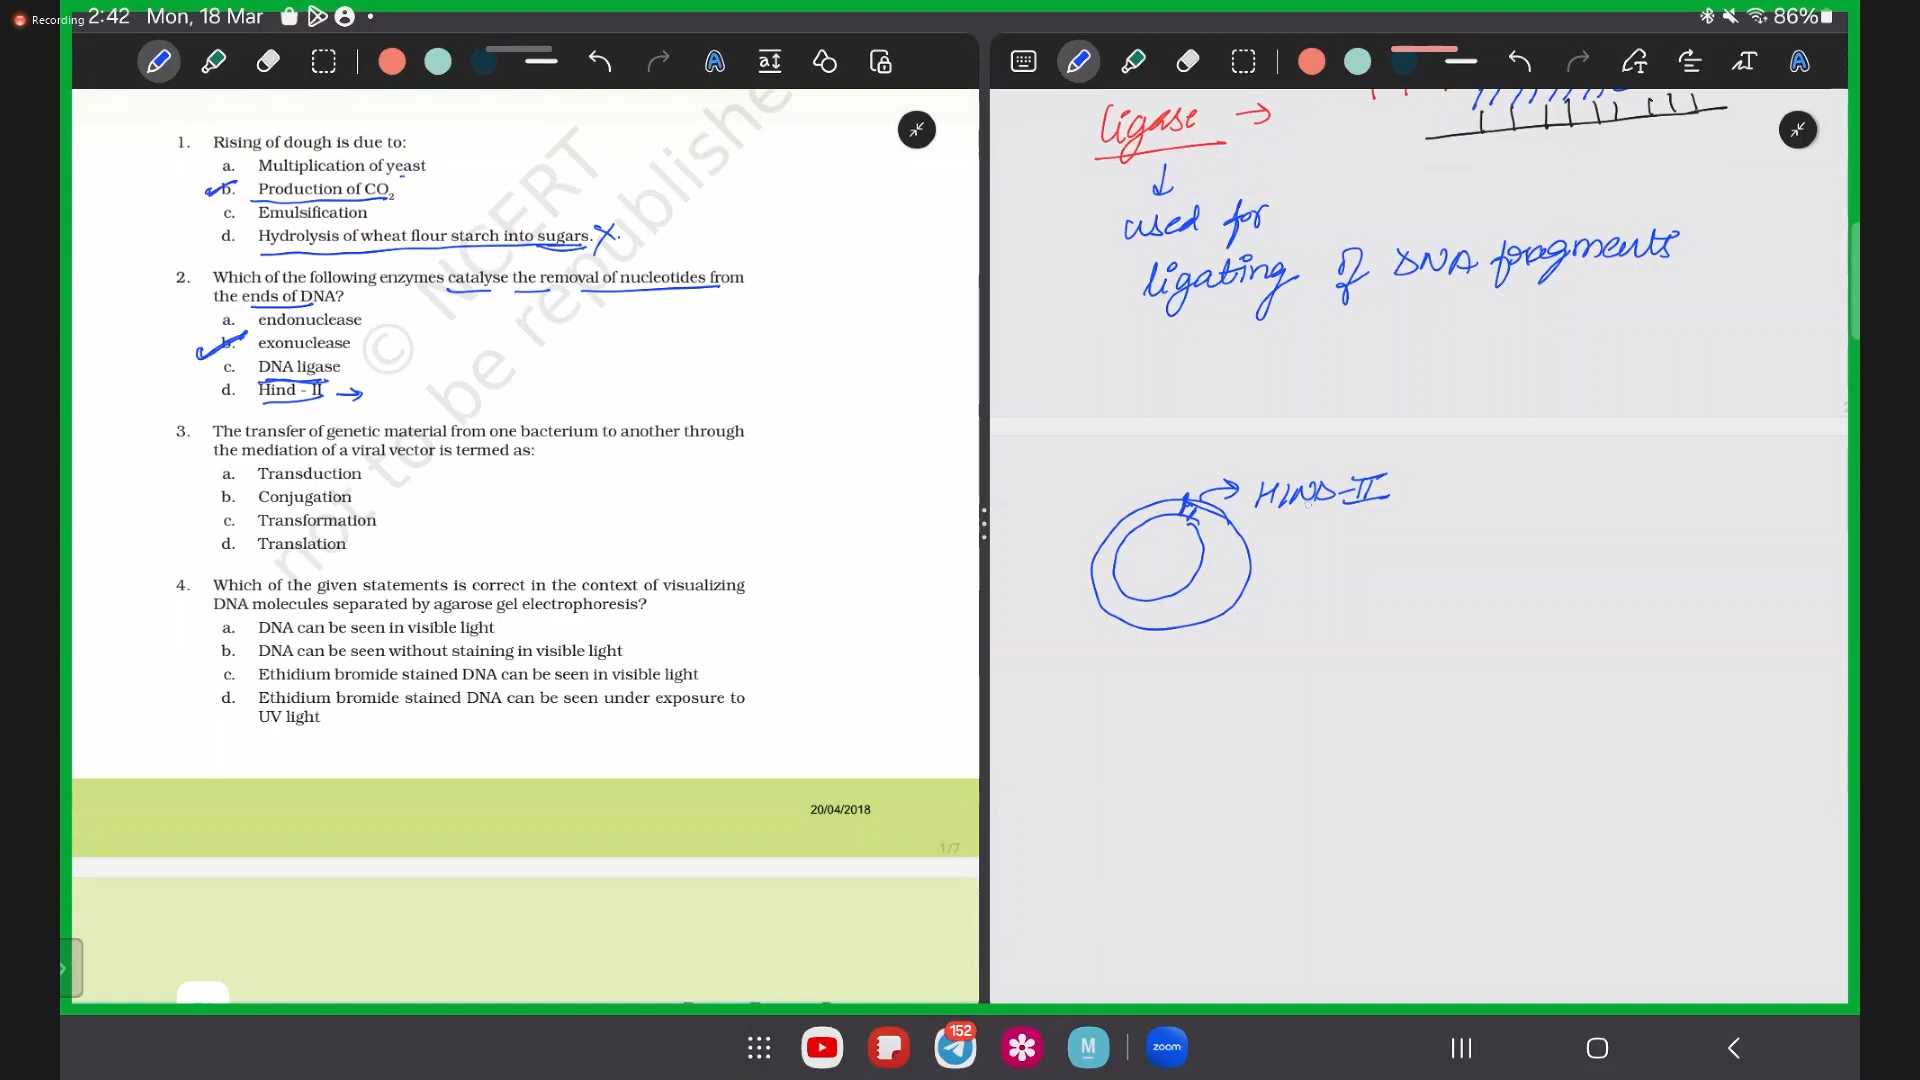 Recording 2:42 Mon, 18 Mar 86%
1. Rising of dough is due to:
a. Multiplication of yeast
b. Production of CO2
c. Emulsification
d. Hydrolysis of wheat flour starch into sugars.
2. Which of the following enzymes catalyse the removal of nucleotides from
the ends of DNA?
a. endonuclease
b. exonuclease
c. DNA ligase
d. Hind - II
3. The transfer of genetic material from one bacterium to another through
the mediation of a viral vector is termed as:
a. Transduction
b. Conjugation
c. Transformation
d. Translation
4. Which of the given statements is correct in the context of visualizing
DNA molecules separated by agarose gel electrophoresis?
a. DNA can be seen in visible light
b. DNA can be seen without staining in visible light
c. Ethidium bromide stained DNA can be seen in visible light
d. Ethidium bromide stained DNA can be seen under exposure to
UV light
© NCERT
not to be republishe
20/04/2018
1/7
ligase →
used for
ligating of DNA fragments
HIND-II
152
M
zoom